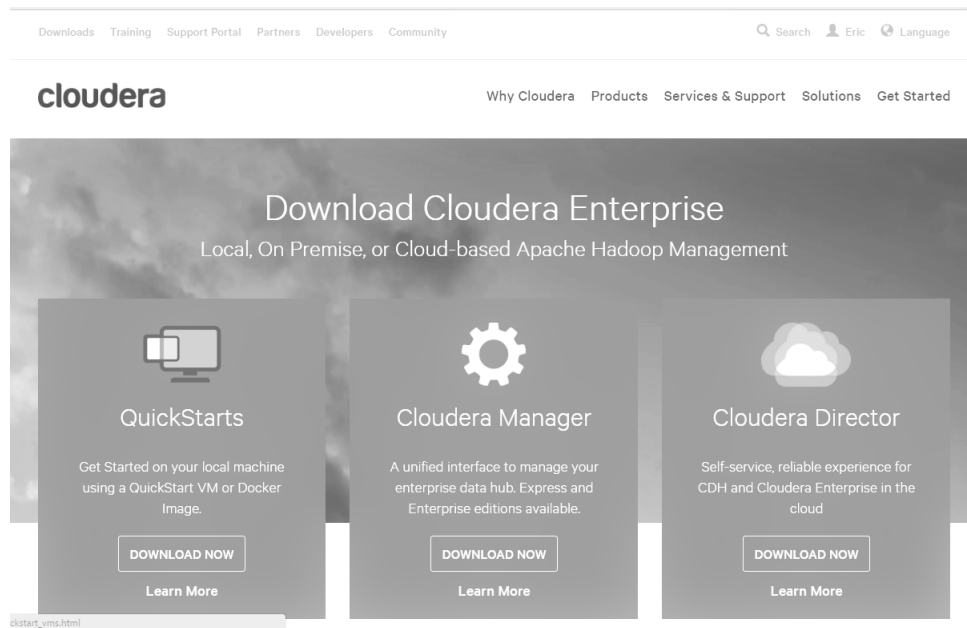 Downloads Training Support Portal Partners Developers Community Search Eric Language
cloudera Why Cloudera Products Services & Support Solutions Get Started
Download Cloudera Enterprise
Local, On Premise, or Cloud-based Apache Hadoop Management
QuickStarts
Get Started on your local machine
using a QuickStart VM or Docker
Image.
DOWNLOAD NOW
Learn More
Cloudera Manager
A unified interface to manage your
enterprise data hub. Express and
Enterprise editions available.
DOWNLOAD NOW
Learn More
Cloudera Director
Self-service, reliable experience for
CDH and Cloudera Enterprise in the
cloud
DOWNLOAD NOW
Learn More
ckstart_vms.html